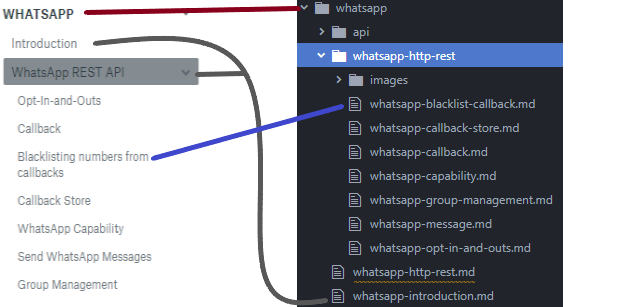 WHATSAPP
Introduction
WhatsApp REST API
Opt-In-and-Outs
Callback
Blacklisting numbers from
callbacks
Callback Store
WhatsApp Capability
Send WhatsApp Messages
Group Management
whatsapp
api
whatsapp-http-rest
images
whatsapp-blacklist-callback.md
whatsapp-callback-store.md
whatsapp-callback.md
whatsapp-capability.md
whatsapp-group-management.md
whatsapp-message.md
whatsapp-opt-in-and-outs.md
whatsapp-http-rest.md
whatsapp-introduction.md